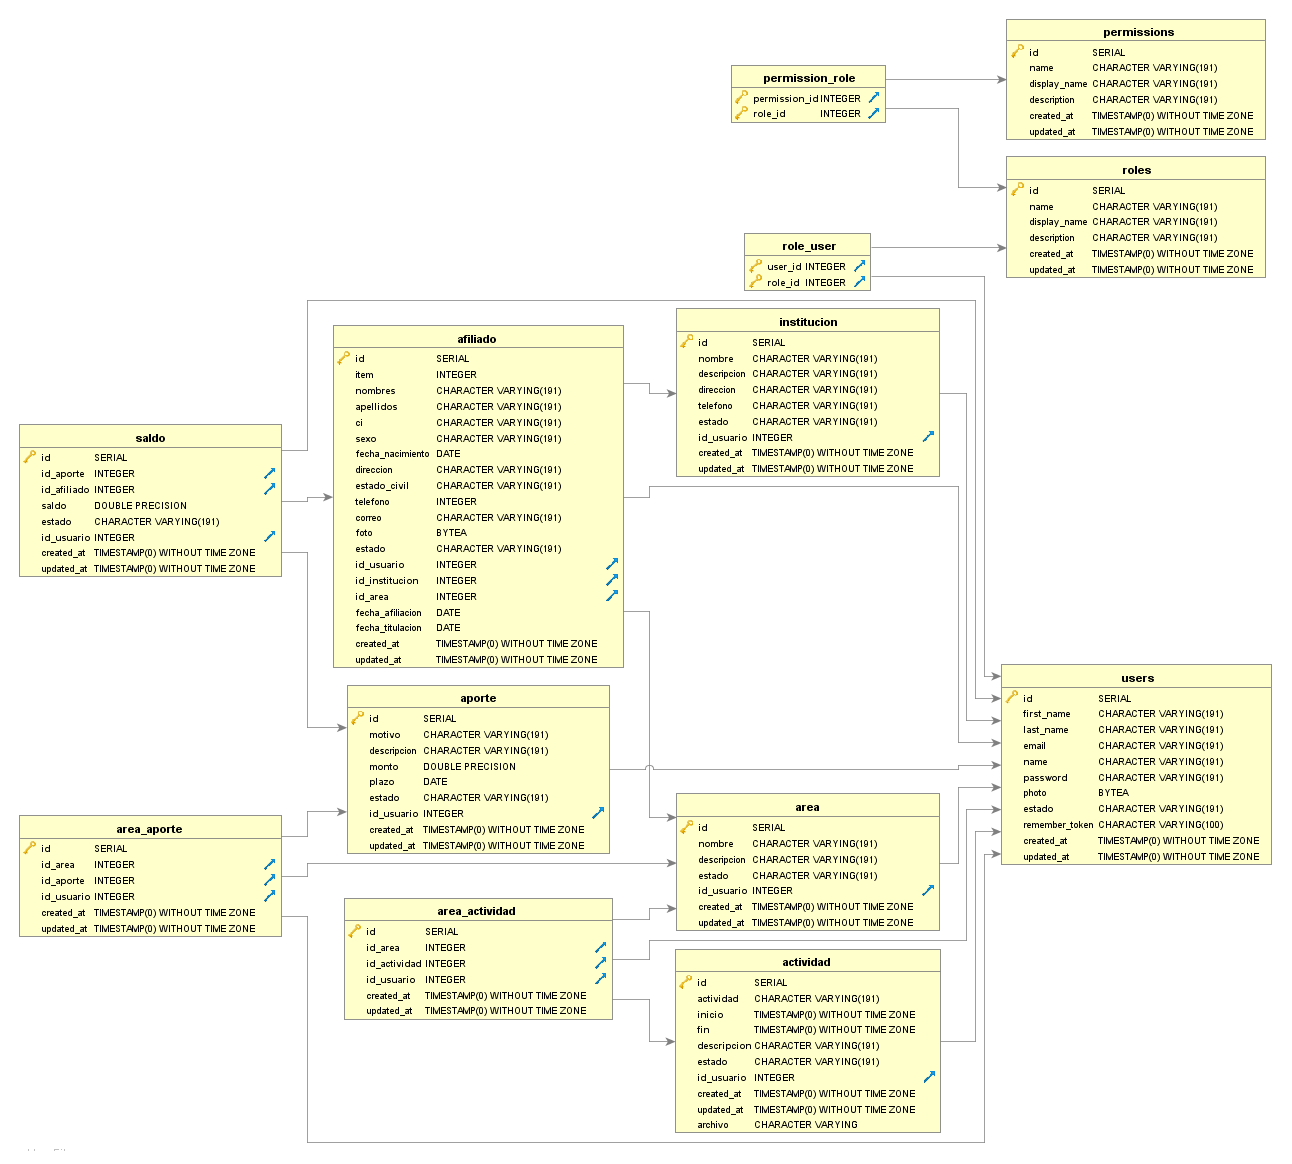 permissions
id SERIAL
name CHARACTER VARYING(191)
display_name CHARACTER VARYING(191)
description CHARACTER VARYING(191)
created_at TIMESTAMP(0) WITHOUT TIME ZONE
updated_at TIMESTAMP(0) WITHOUT TIME ZONE
permission_role
permission_id INTEGER
role_id INTEGER
roles
id SERIAL
name CHARACTER VARYING(191)
display_name CHARACTER VARYING(191)
description CHARACTER VARYING(191)
created_at TIMESTAMP(0) WITHOUT TIME ZONE
updated_at TIMESTAMP(0) WITHOUT TIME ZONE
role_user
user_id INTEGER
role_id INTEGER
institucion
id SERIAL
nombre CHARACTER VARYING(191)
descripcion CHARACTER VARYING(191)
direccion CHARACTER VARYING(191)
telefono CHARACTER VARYING(191)
estado CHARACTER VARYING(191)
id_usuario INTEGER
created_at TIMESTAMP(0) WITHOUT TIME ZONE
updated_at TIMESTAMP(0) WITHOUT TIME ZONE
afiliado
id SERIAL
item INTEGER
nombres CHARACTER VARYING(191)
apellidos CHARACTER VARYING(191)
ci CHARACTER VARYING(191)
sexo CHARACTER VARYING(191)
fecha_nacimiento DATE
direccion CHARACTER VARYING(191)
estado_civil CHARACTER VARYING(191)
telefono INTEGER
correo CHARACTER VARYING(191)
foto BYTEA
estado CHARACTER VARYING(191)
id_usuario INTEGER
id_institucion INTEGER
id_area INTEGER
fecha_afiliacion DATE
fecha_titulacion DATE
created_at TIMESTAMP(0) WITHOUT TIME ZONE
updated_at TIMESTAMP(0) WITHOUT TIME ZONE
saldo
id SERIAL
id_aporte INTEGER
id_afiliado INTEGER
saldo DOUBLE PRECISION
estado CHARACTER VARYING(191)
id_usuario INTEGER
created_at TIMESTAMP(0) WITHOUT TIME ZONE
updated_at TIMESTAMP(0) WITHOUT TIME ZONE
users
id SERIAL
first_name CHARACTER VARYING(191)
last_name CHARACTER VARYING(191)
email CHARACTER VARYING(191)
name CHARACTER VARYING(191)
password CHARACTER VARYING(191)
photo BYTEA
estado CHARACTER VARYING(191)
remember_token CHARACTER VARYING(100)
created_at TIMESTAMP(0) WITHOUT TIME ZONE
updated_at TIMESTAMP(0) WITHOUT TIME ZONE
aporte
id SERIAL
motivo CHARACTER VARYING(191)
descripcion CHARACTER VARYING(191)
monto DOUBLE PRECISION
plazo DATE
estado CHARACTER VARYING(191)
id_usuario INTEGER
created_at TIMESTAMP(0) WITHOUT TIME ZONE
updated_at TIMESTAMP(0) WITHOUT TIME ZONE
area
id SERIAL
nombre CHARACTER VARYING(191)
descripcion CHARACTER VARYING(191)
estado CHARACTER VARYING(191)
id_usuario INTEGER
created_at TIMESTAMP(0) WITHOUT TIME ZONE
updated_at TIMESTAMP(0) WITHOUT TIME ZONE
area_aporte
id SERIAL
id_area INTEGER
id_aporte INTEGER
id_usuario INTEGER
created_at TIMESTAMP(0) WITHOUT TIME ZONE
updated_at TIMESTAMP(0) WITHOUT TIME ZONE
area_actividad
id SERIAL
id_area INTEGER
id_actividad INTEGER
id_usuario INTEGER
created_at TIMESTAMP(0) WITHOUT TIME ZONE
updated_at TIMESTAMP(0) WITHOUT TIME ZONE
actividad
id SERIAL
actividad CHARACTER VARYING(191)
inicio TIMESTAMP(0) WITHOUT TIME ZONE
fin TIMESTAMP(0) WITHOUT TIME ZONE
descripcion CHARACTER VARYING(191)
estado CHARACTER VARYING(191)
id_usuario INTEGER
created_at TIMESTAMP(0) WITHOUT TIME ZONE
updated_at TIMESTAMP(0) WITHOUT TIME ZONE
archivo CHARACTER VARYING